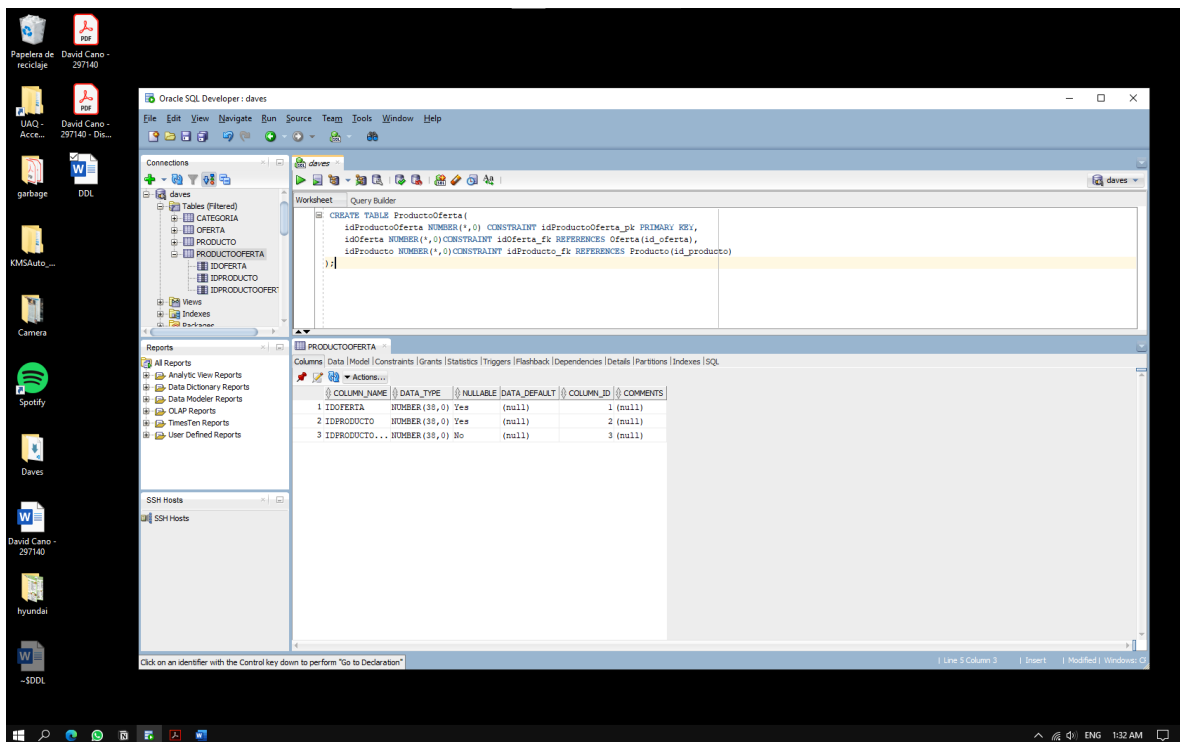 Papelera de reciclaje
David Cano - 297140
UAQ - Acce...
David Cano - 297140 - Dis...
garbage
DDL
KMSAuto_...
Camera
Spotify
Daves
David Cano - 297140
hyundai
~$DDL
Oracle SQL Developer : daves
File Edit View Navigate Run Source Team Tools Window Help
Connections
daves
Tables (Filtered)
CATEGORIA
OFERTA
PRODUCTO
PRODUCTOOFERTA
IDOFERTA
IDPRODUCTO
IDPRODUCTOOFER
Views
Indexes
Packages
Reports
All Reports
Analytic View Reports
Data Dictionary Reports
Data Modeler Reports
OLAP Reports
TimesTen Reports
User Defined Reports
SSH Hosts
SSH Hosts
daves
daves
Worksheet Query Builder
CREATE TABLE ProductoOferta(
idProductoOferta NUMBER(*,0) CONSTRAINT idProductoOferta_pk PRIMARY KEY,
idOferta NUMBER(*,0)CONSTRAINT idOferta_fk REFERENCES Oferta(id_oferta),
idProducto NUMBER(*,0)CONSTRAINT idProducto_fk REFERENCES Producto(id_producto)
);
PRODUCTOOFERTA
Columns Data Model Constraints Grants Statistics Triggers Flashback Dependencies Details Partitions Indexes SQL
Actions...
COLUMN_NAME DATA_TYPE NULLABLE DATA_DEFAULT COLUMN_ID COMMENTS
1 IDOFERTA NUMBER(38,0) Yes (null) 1 (null)
2 IDPRODUCTO NUMBER(38,0) Yes (null) 2 (null)
3 IDPRODUCTO... NUMBER(38,0) No (null) 3 (null)
Click on an identifier with the Control key down to perform "Go to Declaration"
Line 5 Column 3 Insert Modified Windows: Cl
ENG 1:32 AM